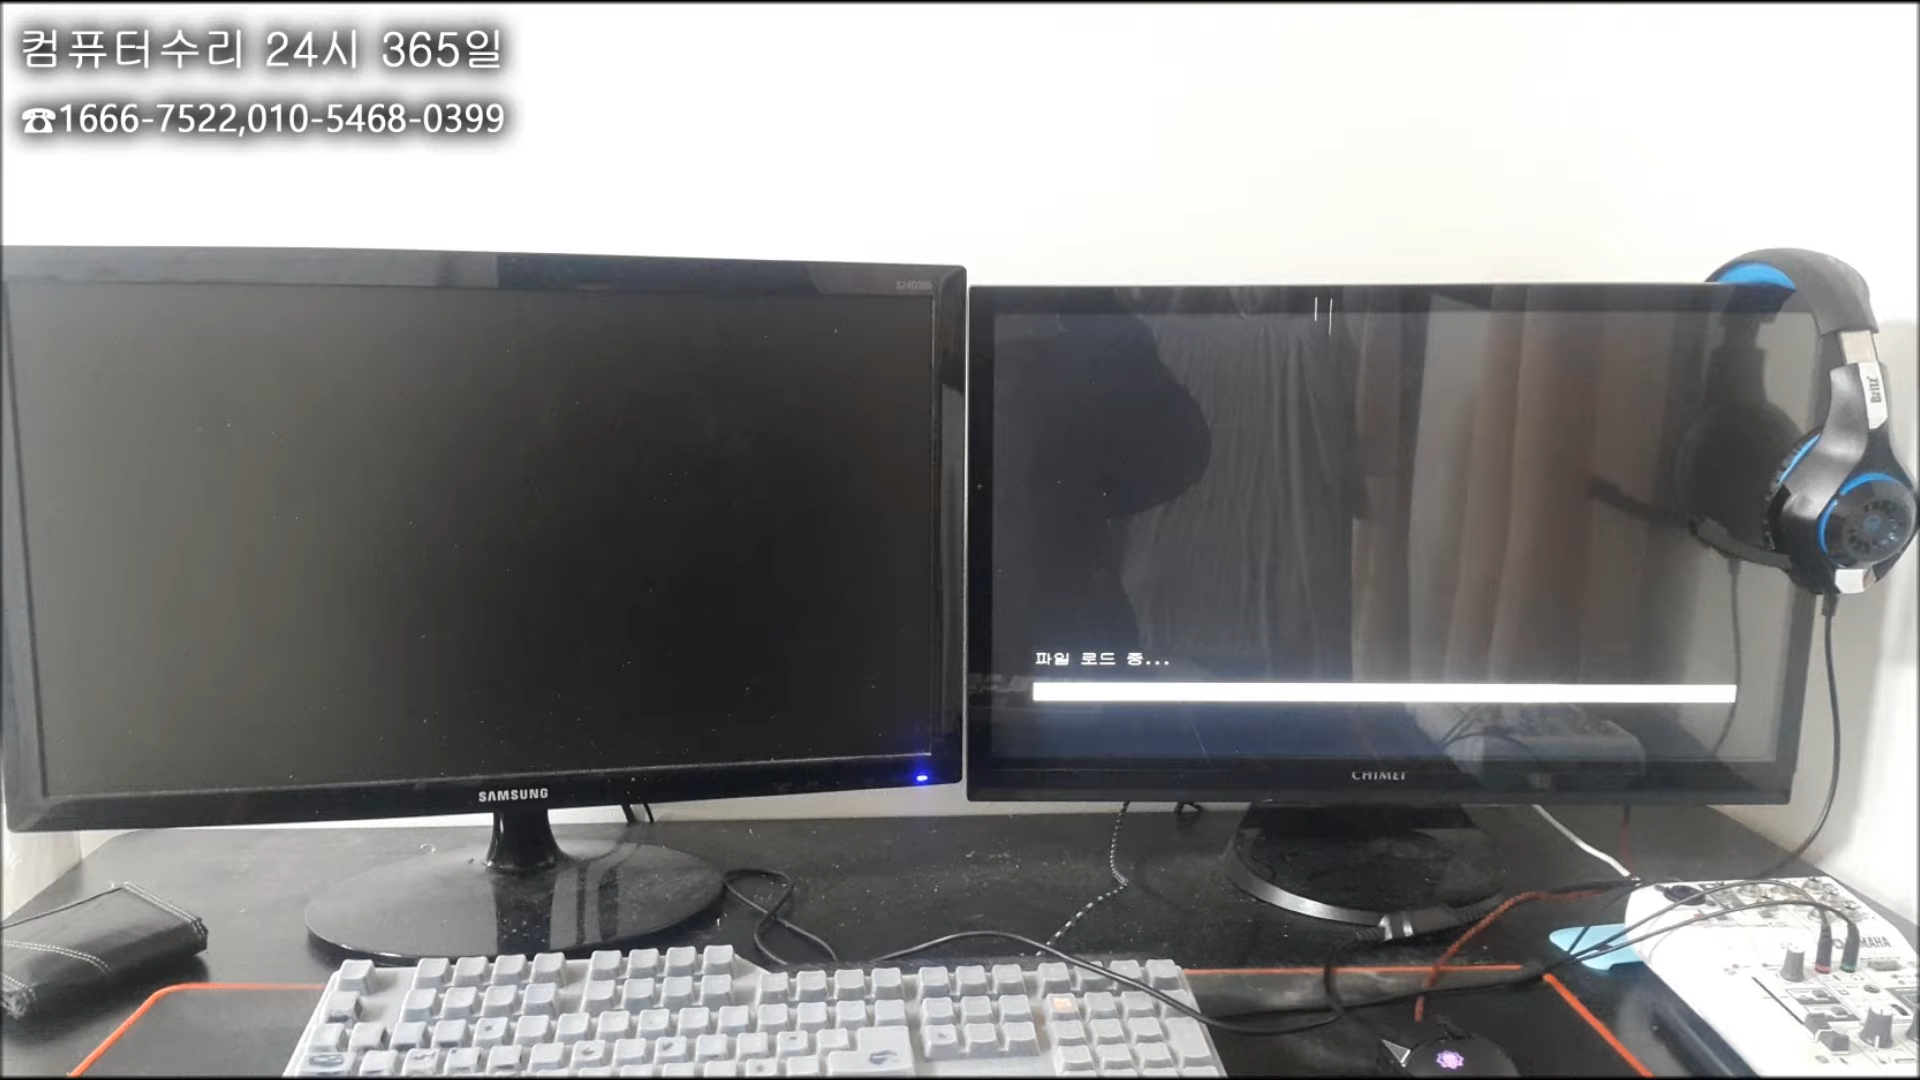 컴퓨터수리 24시 365일
☎1666-7522,010-5468-0399
Britz
파일 로드 중...
CHIMEI
SAMSUNG